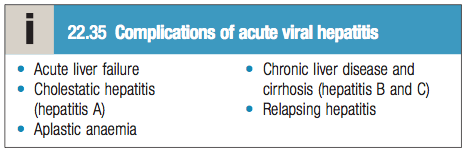 i
22.35 Complications of acute viral hepatitis
• Acute liver failure
• Cholestatic hepatitis
(hepatitis A)
• Aplastic anaemia
• Chronic liver disease and
cirrhosis (hepatitis B and C)
• Relapsing hepatitis